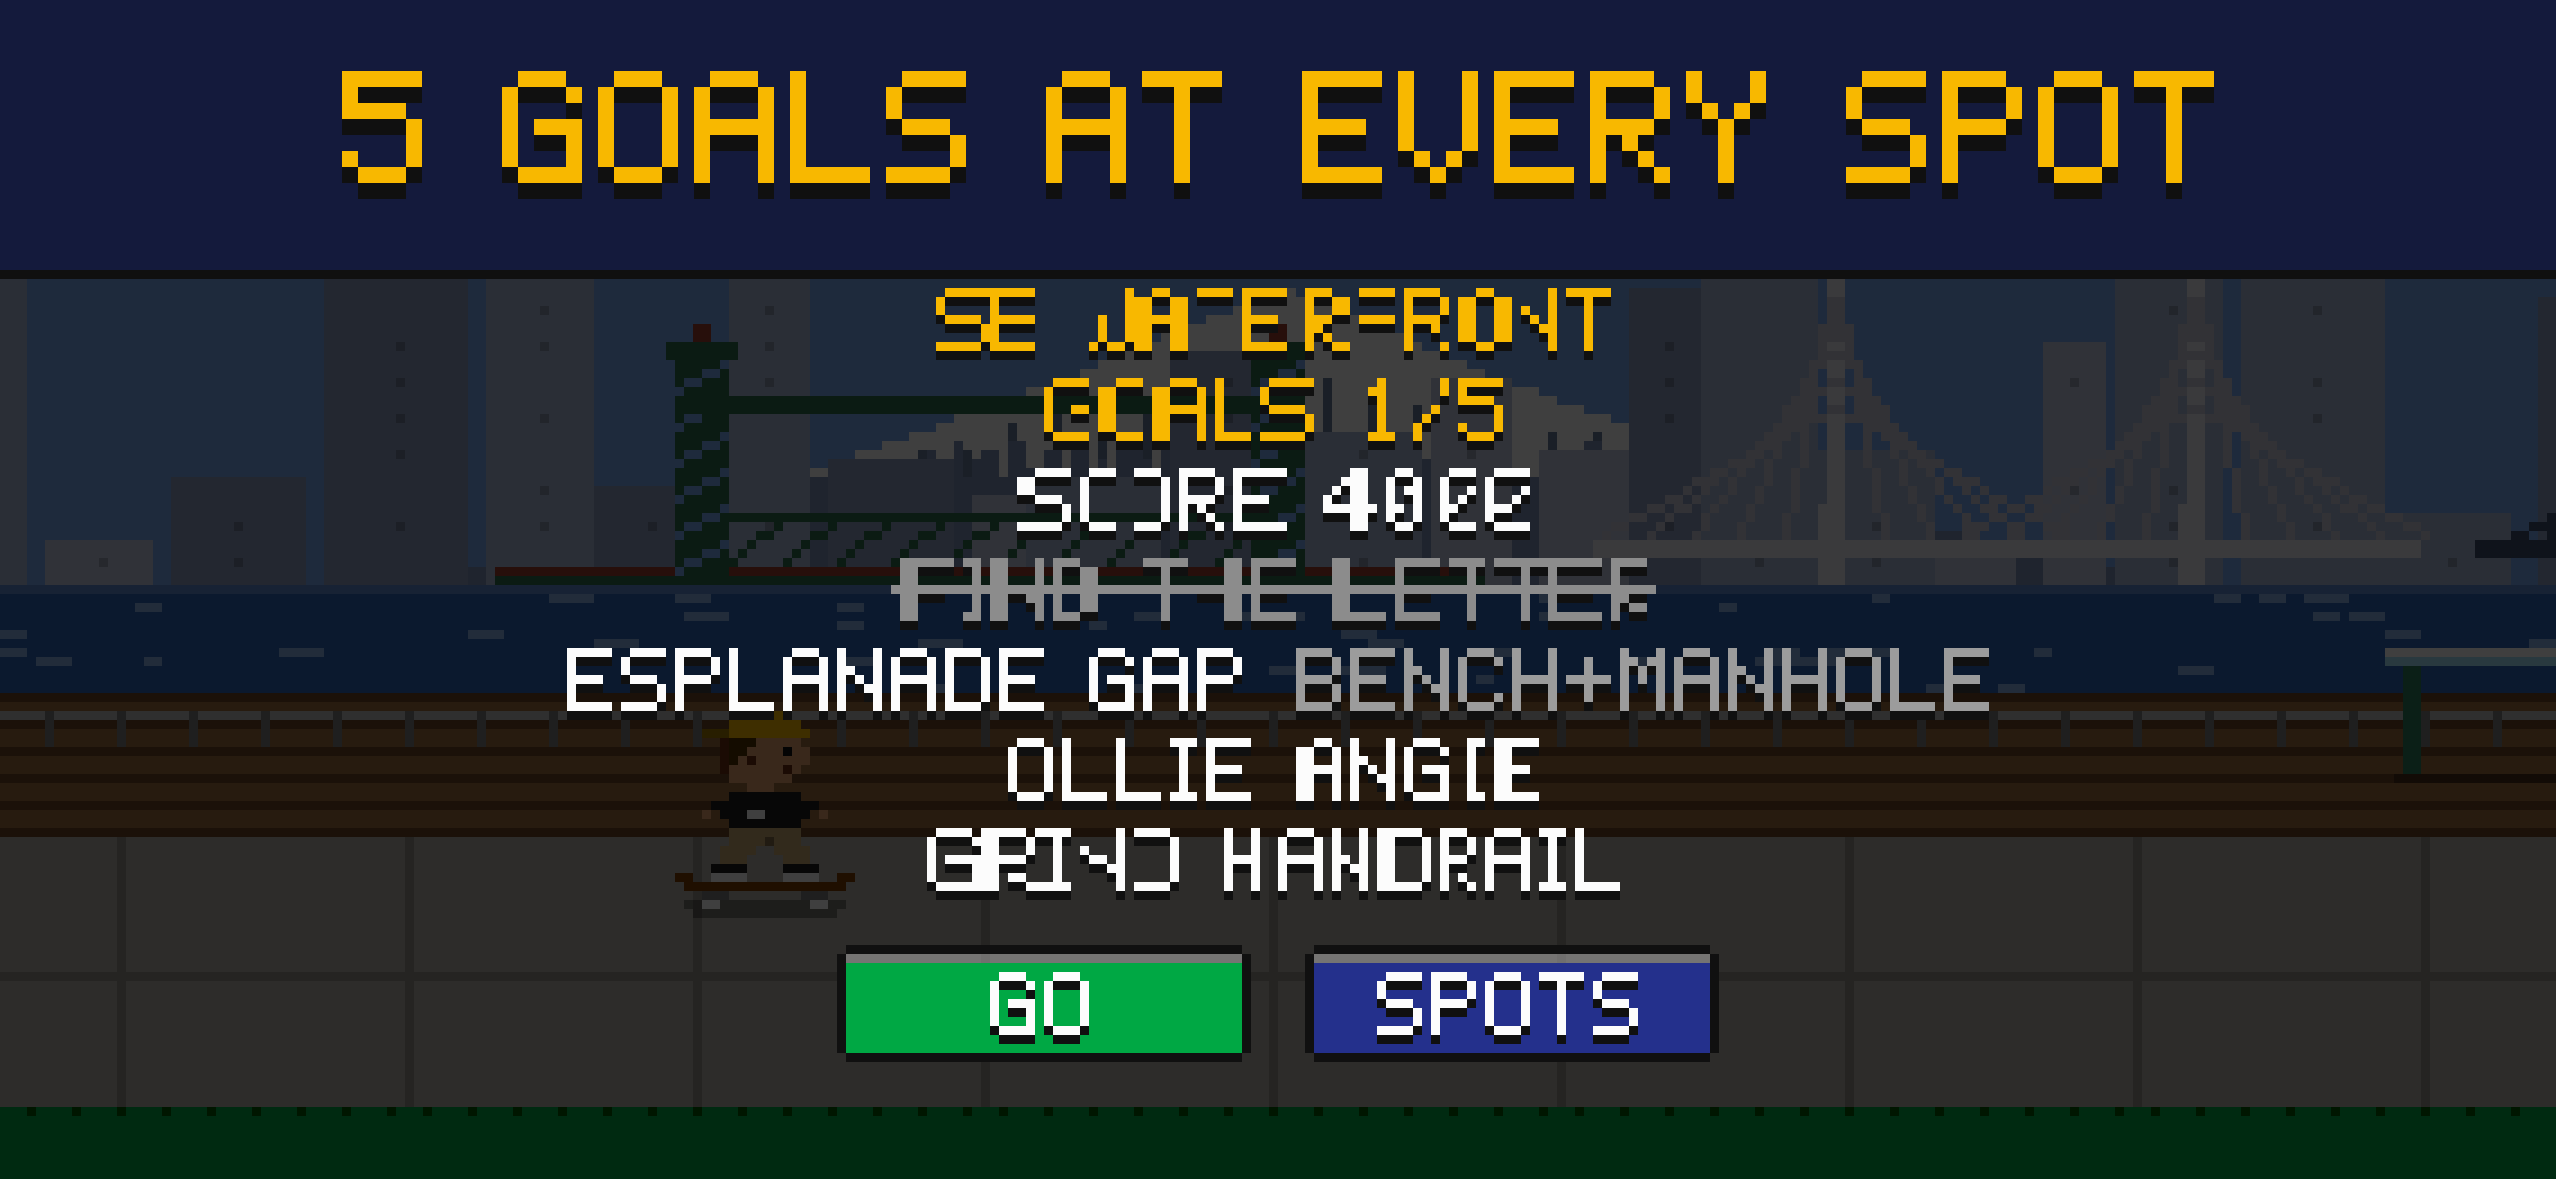 5 GOALS AT EVERY SPOT
SE WATERFRONT
GOALS 1/5
SCORE 4000
FIND THE LETTER
ESPLANADE GAP BENCH+MANHOLE
OLLIE ANGIE
GRIND HANDRAIL
GO
SPOTS